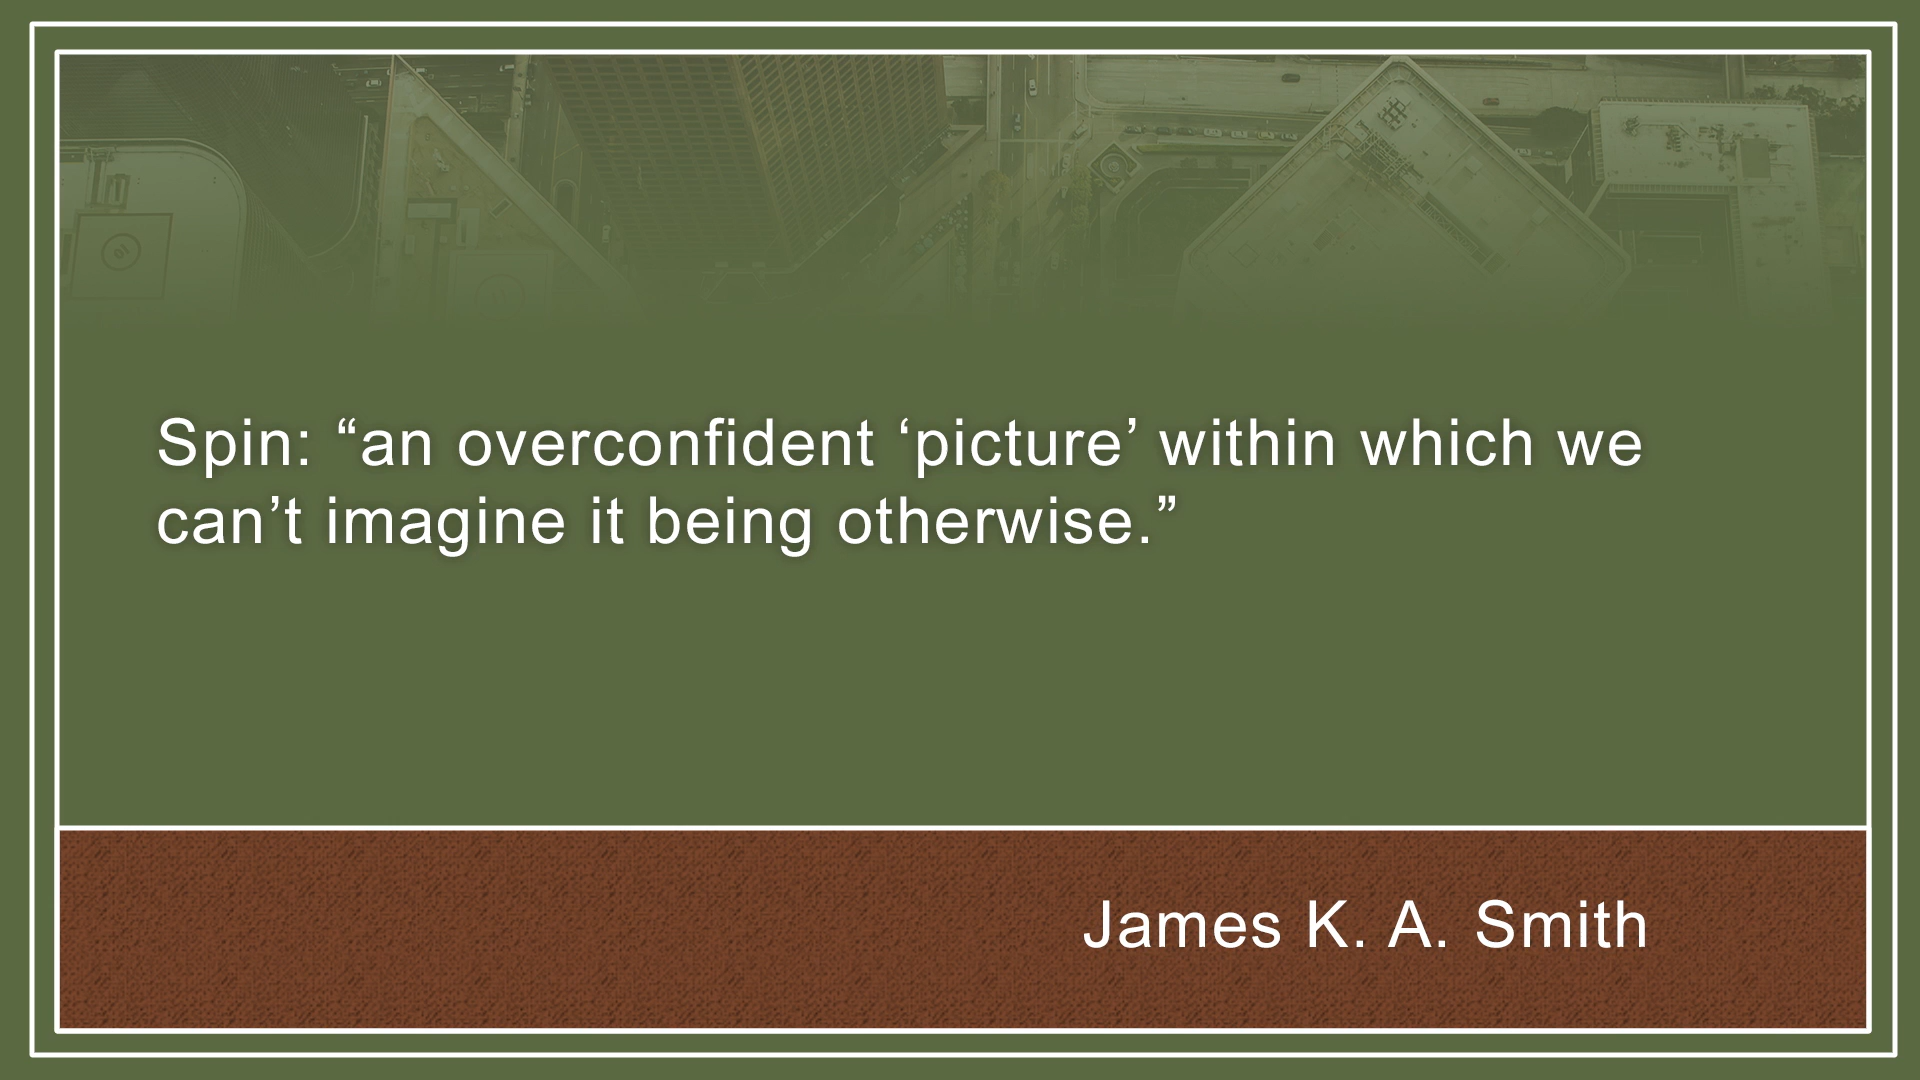 Spin: “an overconfident ‘picture’ within which we
can’t imagine it being otherwise.”
James K. A. Smith